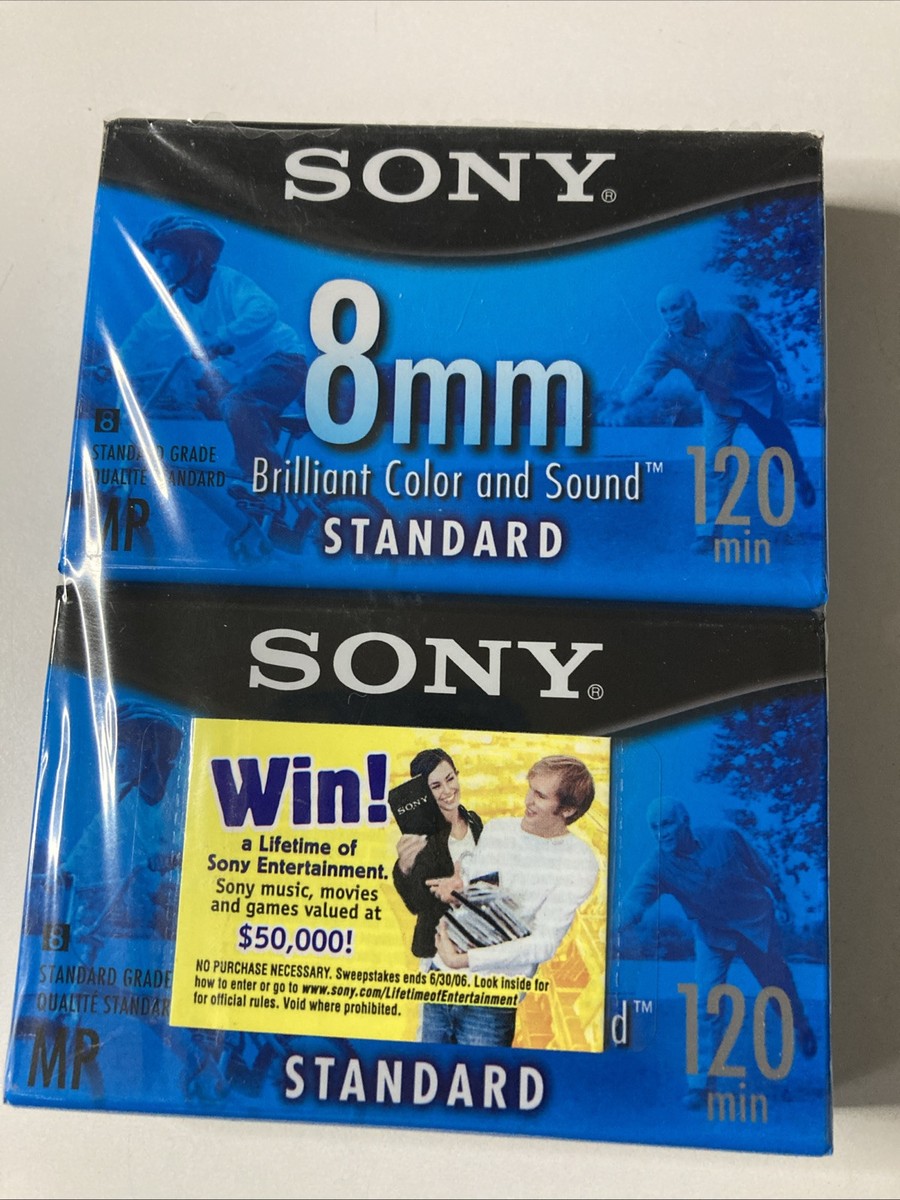 SONY®
8mm
8
STANDARD GRADE
QUALITÉ STANDARD
MP
Brilliant Color and Sound™
STANDARD
120
min
SONY®
Win!
a Lifetime of
Sony Entertainment.
Sony music, movies
and games valued at
$50,000!
SONY
NO PURCHASE NECESSARY. Sweepstakes ends 6/30/06. Look inside for
how to enter or go to www.sony.com/LifetimeofEntertainment
for official rules. Void where prohibited.
8
STANDARD GRADE
QUALITÉ STANDAR
MP
d™
STANDARD
120
min